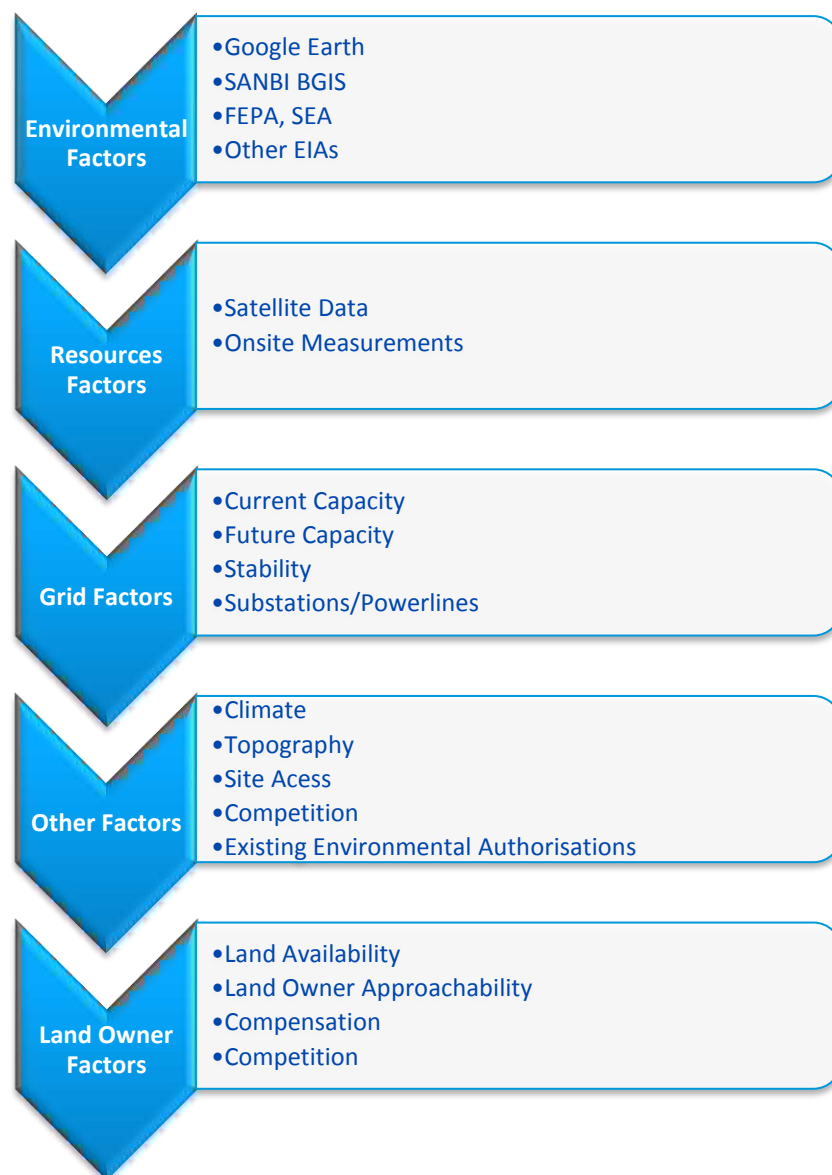 Environmental
Factors
•Google Earth
•SANBI BGIS
•FEPA, SEA
•Other EIAs
Resources
Factors
•Satellite Data
•Onsite Measurements
Grid Factors
•Current Capacity
•Future Capacity
•Stability
•Substations/Powerlines
Other Factors
•Climate
•Topography
•Site Acess
•Competition
•Existing Environmental Authorisations
Land Owner
Factors
•Land Availability
•Land Owner Approachability
•Compensation
•Competition